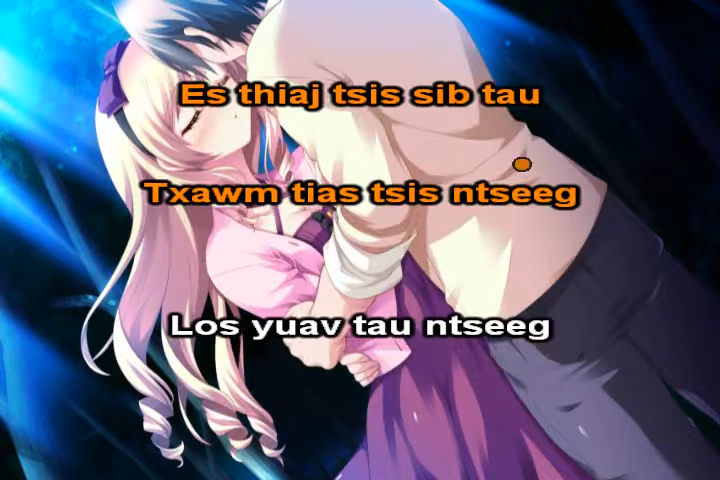 Es thiaj tsis sib tau
Txawm tias tsis ntseeg
Los yuav tau ntseeg